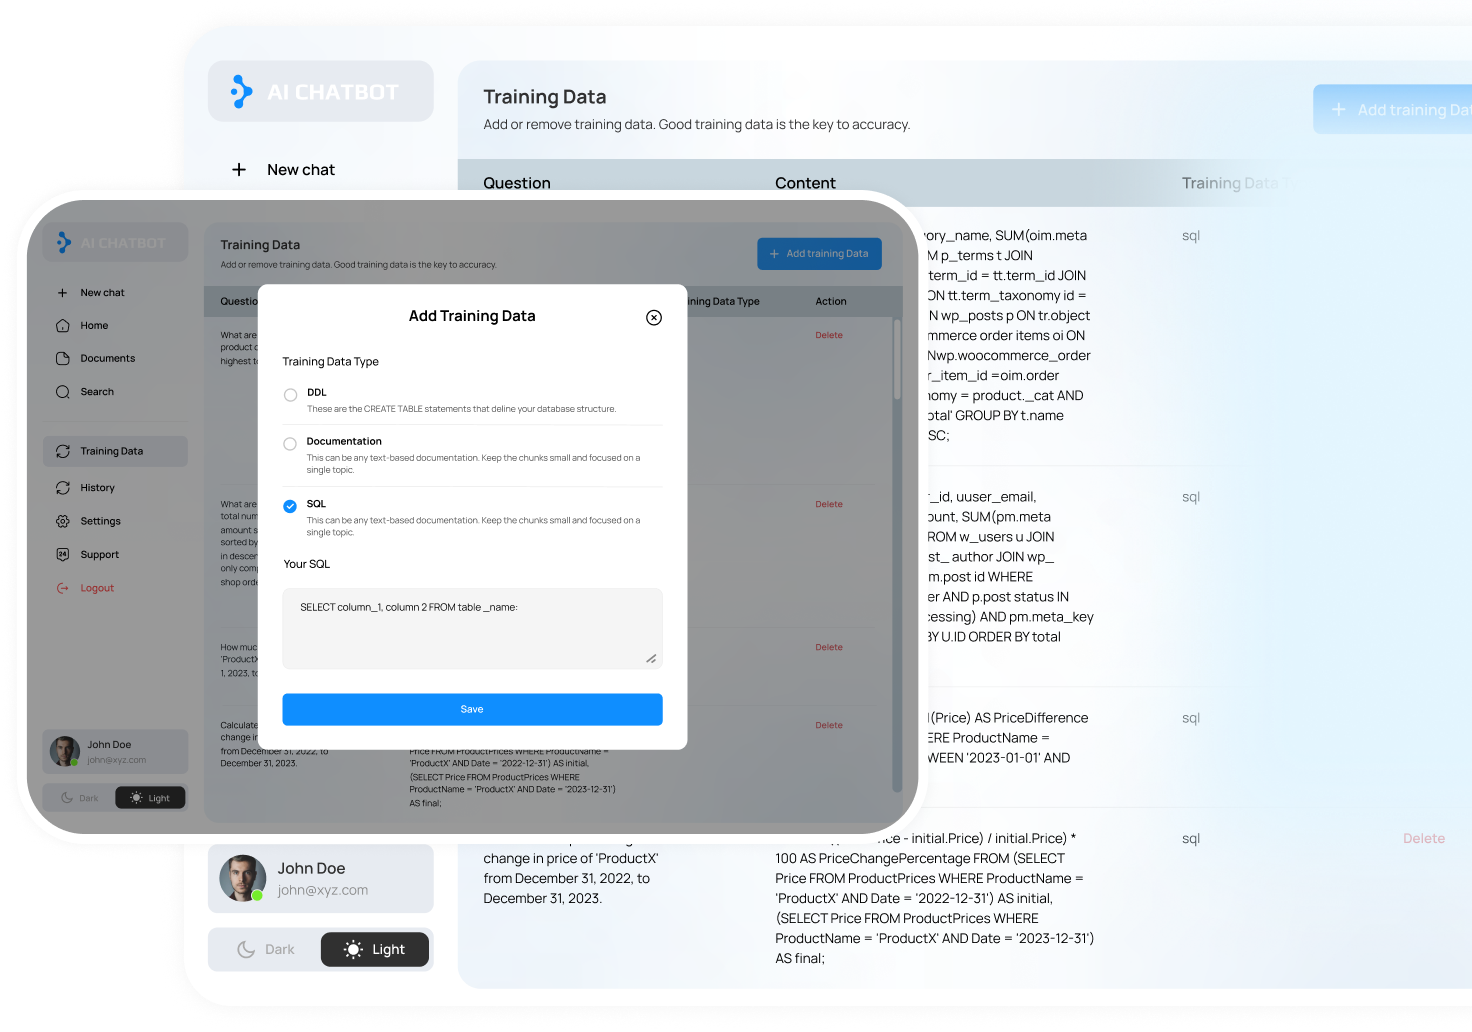 AI CHATBOT
New chat
Training Data
Add or remove training data. Good training data is the key to accuracy.
Add training
Question
Content
Training Data
ory_name, SUM(oim.meta
M p_terms t JOIN
term_id = tt.term_id JOIN
ON tt.term_taxonomy id =
N wp_posts p ON tr.object
mmerce order items oi ON
Nwp.woocommerce_order
r_item_id =oim.order
nomy = product._cat AND
otal' GROUP BY t.name
SC;
sql
r_id, uuser_email,
ount, SUM(pm.meta
FROM w_users u JOIN
st_ author JOIN wp_
m.post id WHERE
er AND p.post status IN
cessing) AND pm.meta_key
BY U.ID ORDER BY total
sql
(Price) AS PriceDifference
ERE ProductName =
WEEN '2023-01-01' AND
sql
change in price of 'ProductX'
from December 31, 2022, to
December 31, 2023.
ce - initial.Price) / initial.Price) *
100 AS PriceChangePercentage FROM (SELECT
Price FROM ProductPrices WHERE ProductName =
'ProductX' AND Date = '2022-12-31') AS initial,
(SELECT Price FROM ProductPrices WHERE
ProductName = 'ProductX' AND Date = '2023-12-31')
AS final;
sql
Delete
John Doe
john@xyz.com
Dark
Light
AI CHATBOT
New chat
Home
Documents
Search
Training Data
History
Settings
24
Support
Logout
John Doe
john@xyz.com
Dark
Light
Training Data
Add or remove training data. Good training data is the key to accuracy.
Add training Data
Questio
ining Data Type
Action
What are
product c
highest to
Delete
What are
total num
amount s
sorted by
in descen
only comp
shop orde
Delete
How muc
'ProductX
1, 2023, to
Delete
Calculate
change in
from December 31, 2022, to
December 31, 2023.
Price FROM ProductPrices WHERE ProductName =
'ProductX' AND Date = '2022-12-31') AS initial,
(SELECT Price FROM ProductPrices WHERE
ProductName = 'ProductX' AND Date = '2023-12-31')
AS final;
Delete
Add Training Data
Training Data Type
DDL
These are the CREATE TABLE statements that deline your database structure.
Documentation
This can be any text-based documentation. Keep the chunks small and focused on a
single topic.
SQL
This can be any text-based documentation. Keep the chunks small and focused on a
single topic.
Your SQL
SELECT column_1, column 2 FROM table _name:
Save